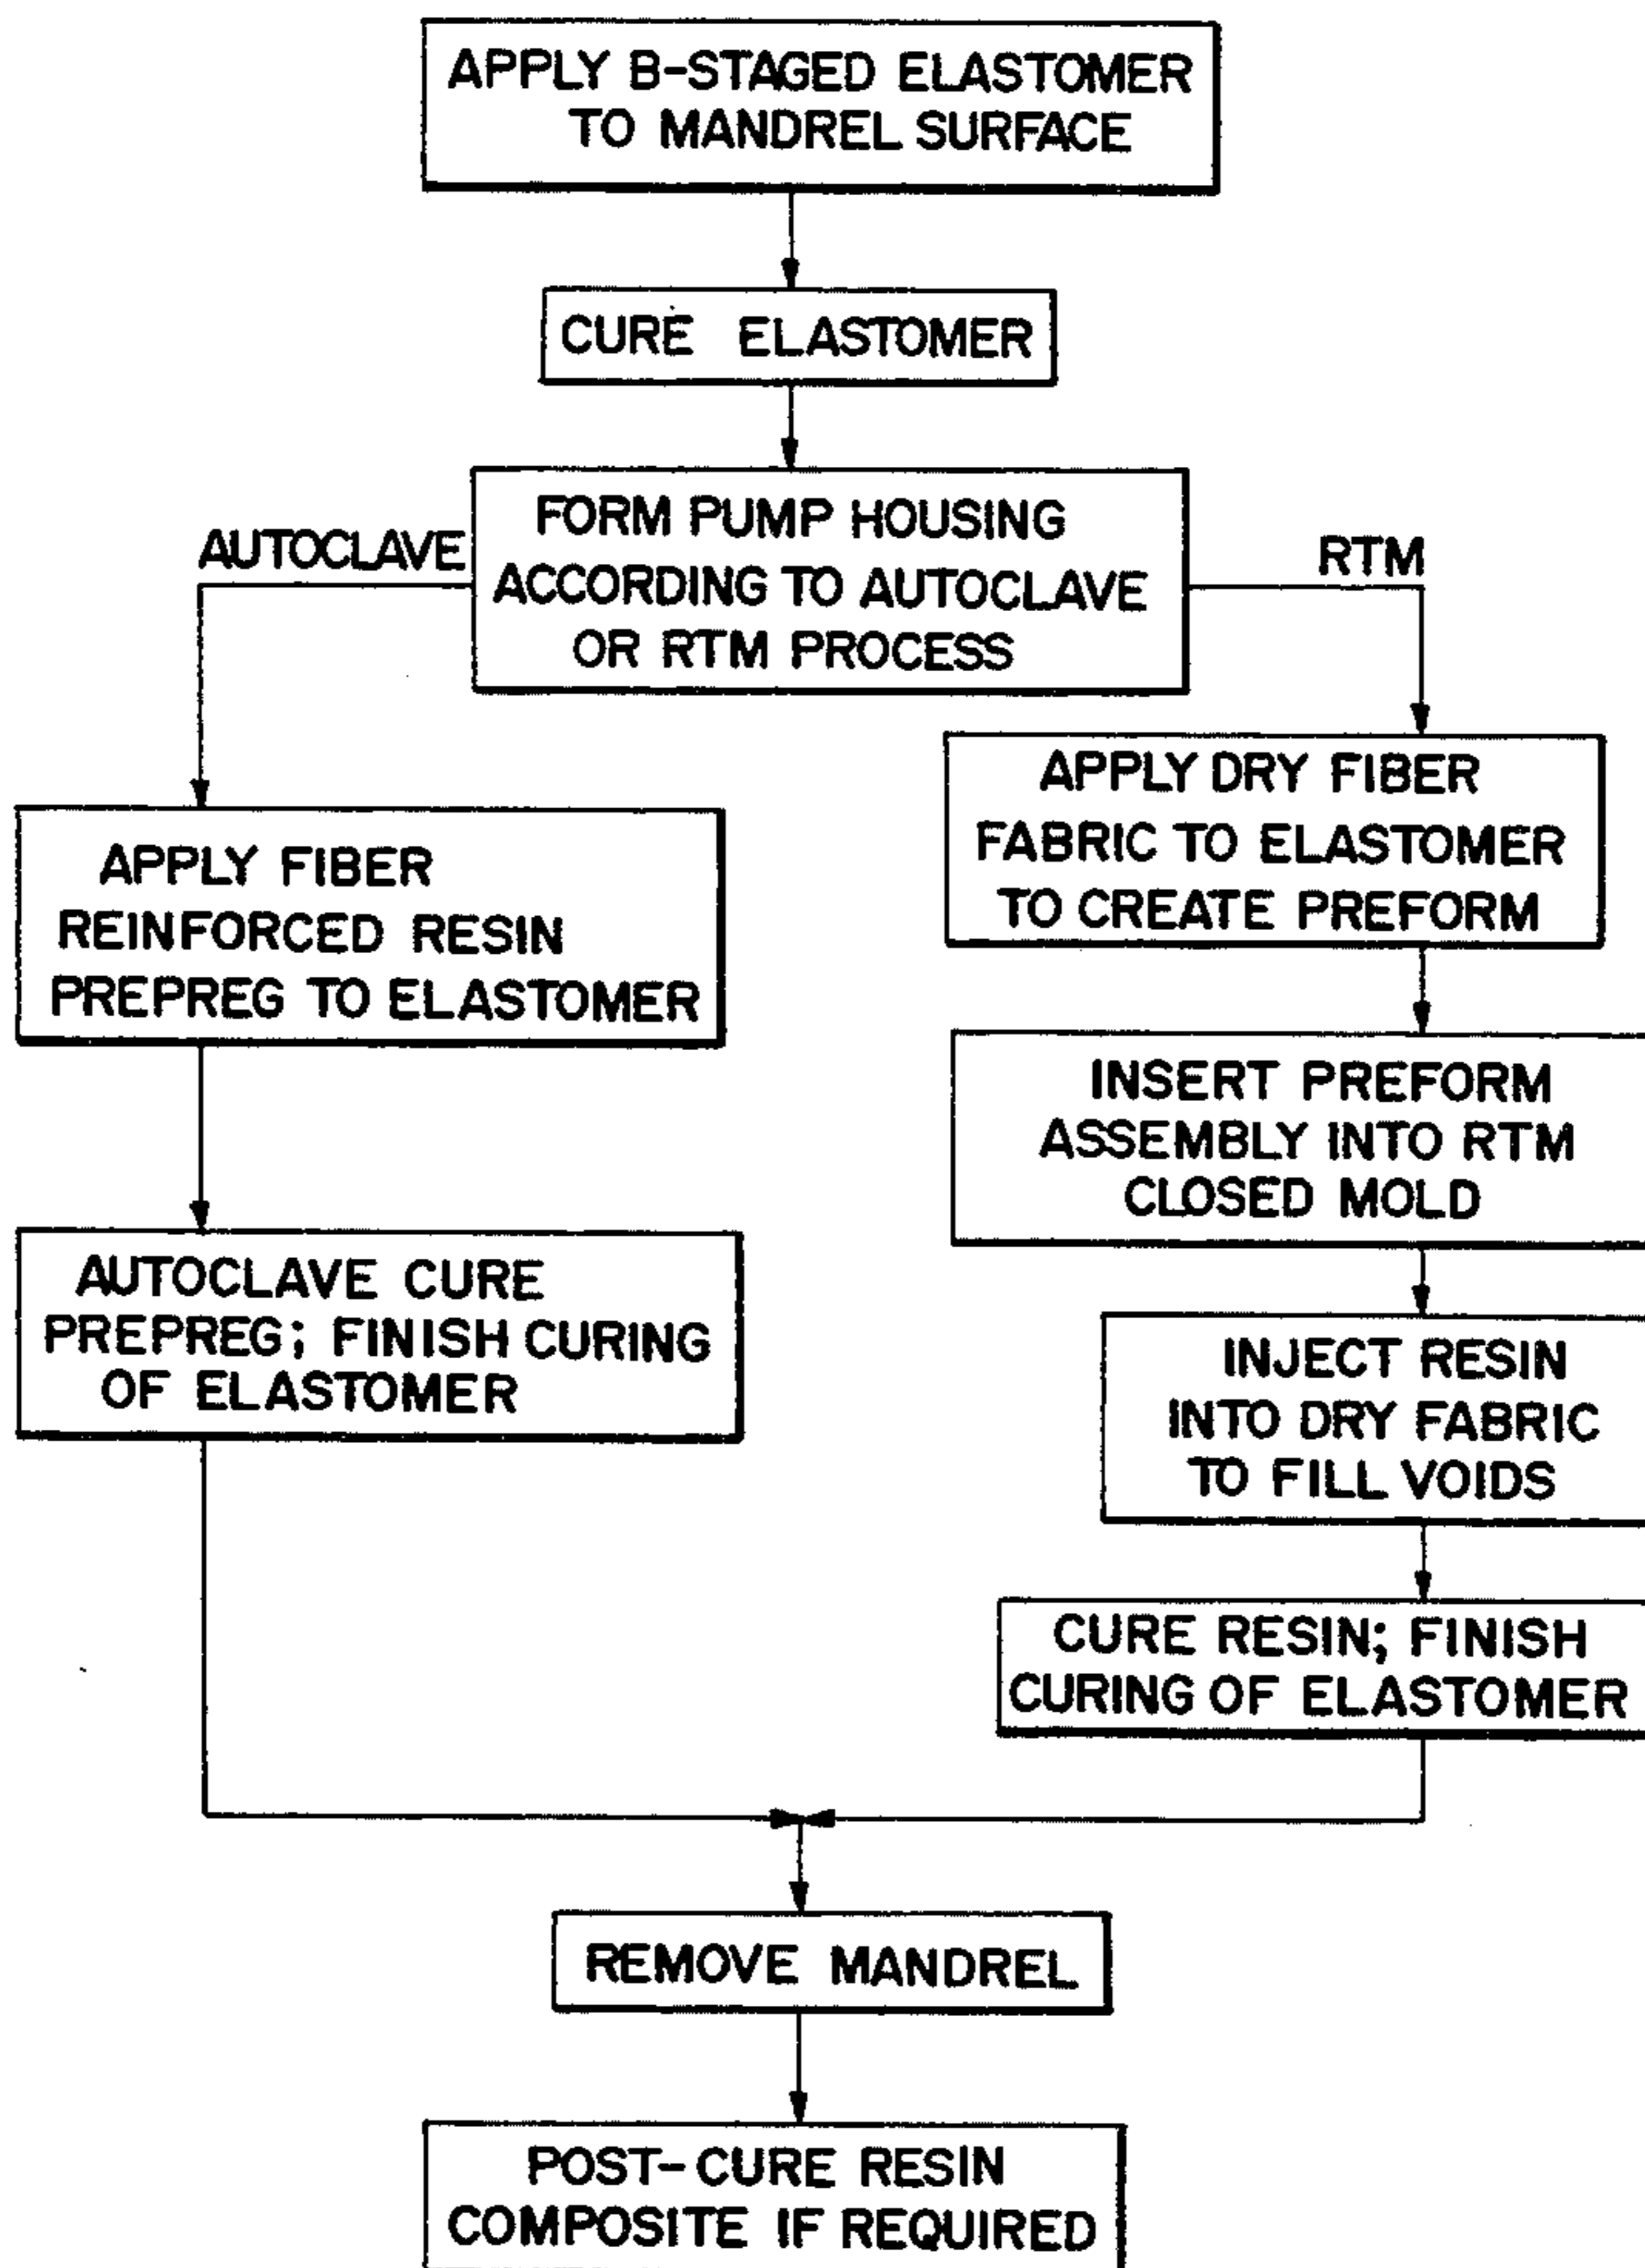 APPLY B-STAGED ELASTOMER
TO MANDREL SURFACE
CURE ELASTOMER
FORM PUMP HOUSING
ACCORDING TO AUTOCLAVE
OR RTM PROCESS
AUTOCLAVE
RTM
APPLY FIBER
REINFORCED RESIN
PREPREG TO ELASTOMER
AUTOCLAVE CURE
PREPREG; FINISH CURING
OF ELASTOMER
APPLY DRY FIBER
FABRIC TO ELASTOMER
TO CREATE PREFORM
INSERT PREFORM
ASSEMBLY INTO RTM
CLOSED MOLD
INJECT RESIN
INTO DRY FABRIC
TO FILL VOIDS
CURE RESIN; FINISH
CURING OF ELASTOMER
REMOVE MANDREL
POST-CURE RESIN
COMPOSITE IF REQUIRED